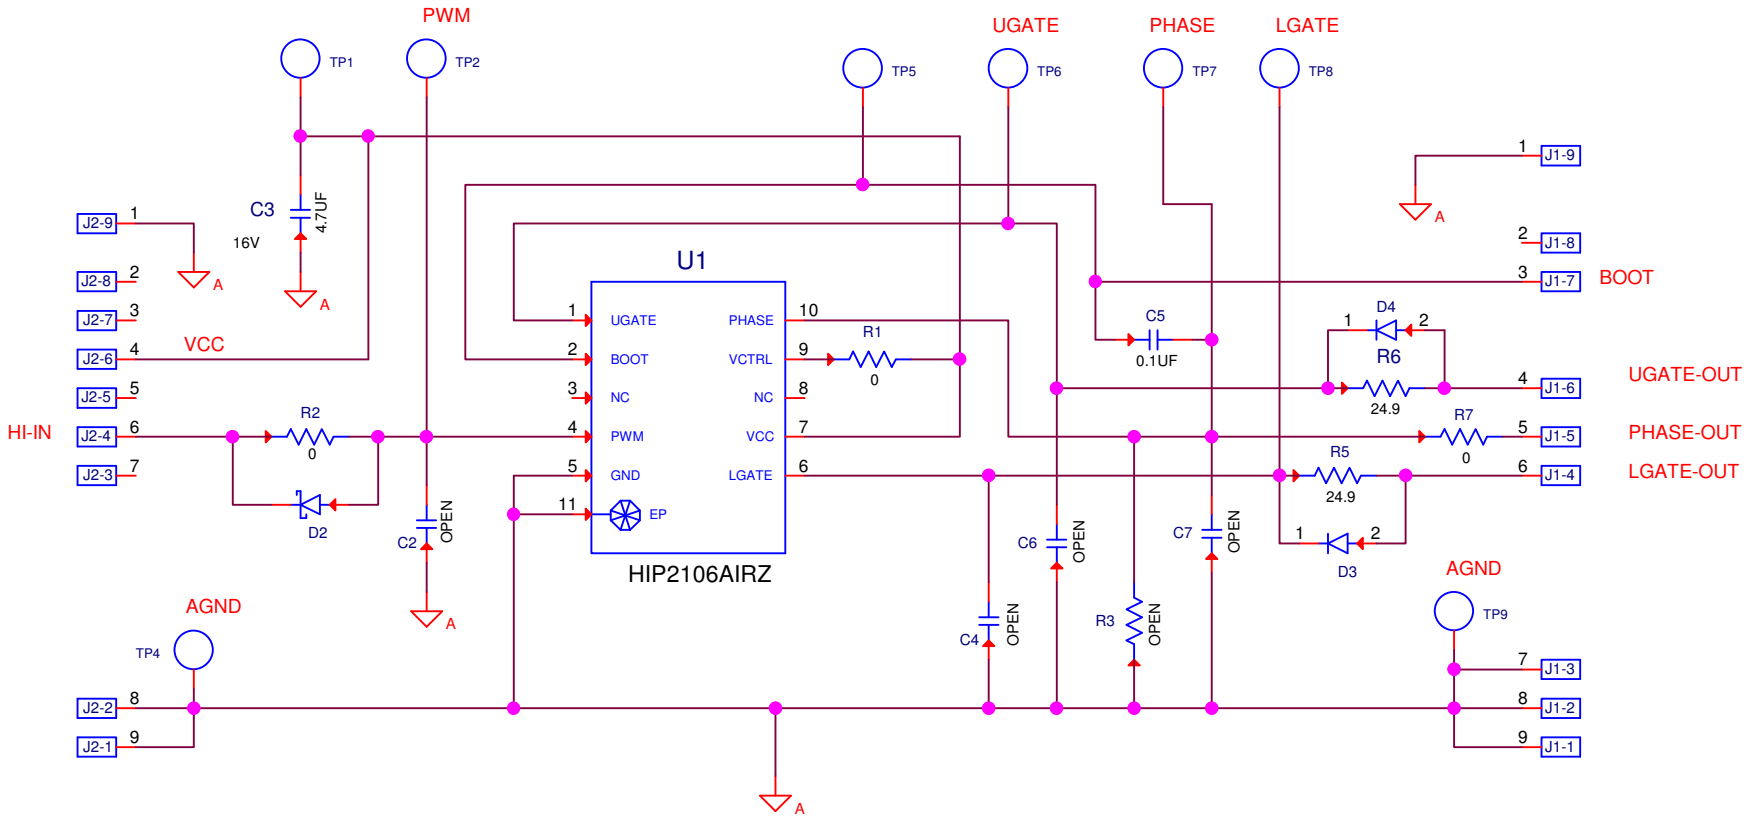 PWM
UGATE
PHASE
LGATE
TP1
TP2
TP5
TP6
TP7
TP8
C3
4.7UF
16V
A
1
J2-9
A
2
J2-8
3
J2-7
VCC
4
J2-6
5
J2-5
HI-IN
6
J2-4
7
J2-3
R2
0
D2
C2
OPEN
A
AGND
TP4
8
J2-2
9
J2-1
U1
1
UGATE
2
BOOT
3
NC
4
PWM
5
GND
11
EP
PHASE
10
VCTRL
9
NC
8
VCC
7
LGATE
6
HIP2106AIRZ
R1
0
C5
0.1UF
C4
OPEN
C6
OPEN
R3
OPEN
C7
OPEN
A
1
J1-9
A
2
J1-8
3
J1-7
BOOT
D4
1
2
R6
24.9
4
J1-6
UGATE-OUT
R7
0
5
J1-5
PHASE-OUT
R5
24.9
6
J1-4
LGATE-OUT
1
2
D3
AGND
TP9
7
J1-3
8
J1-2
9
J1-1